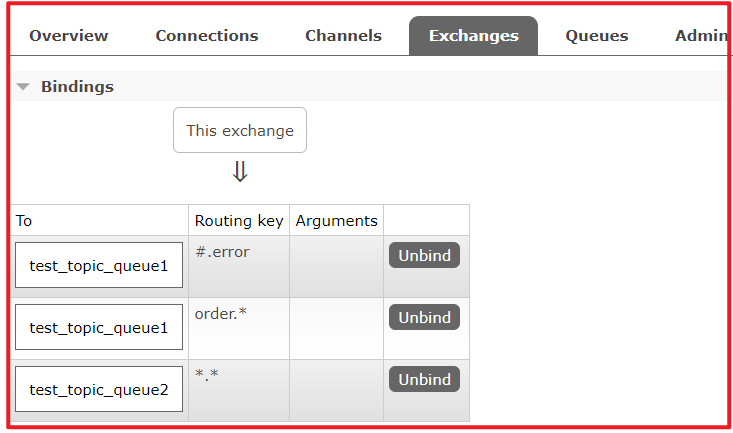 Overview Connections Channels Exchanges Queues Admin
Bindings
This exchange
⇓
To Routing key Arguments
test_topic_queue1 #.error Unbind
test_topic_queue1 order.* Unbind
test_topic_queue2 *.* Unbind